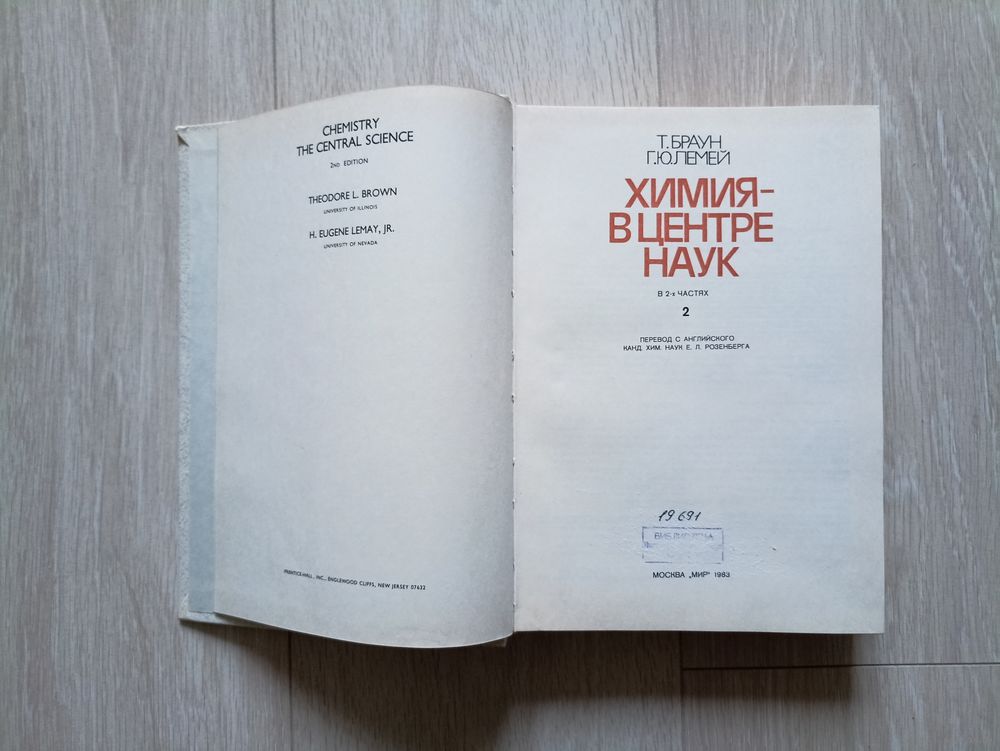 CHEMISTRY
THE CENTRAL SCIENCE
2ND EDITION
THEODORE L. BROWN
UNIVERSITY OF ILLINOIS
H. EUGENE LEMAY, JR.
UNIVERSITY OF NEVADA
PRENTICE-HALL, INC., ENGLEWOOD CLIFFS, NEW JERSEY 07632
Т. БРАУН
Г.Ю. ЛЕМЕЙ
ХИМИЯ-
В ЦЕНТРЕ
НАУК
В 2-х ЧАСТЯХ
2
ПЕРЕВОД С АНГЛИЙСКОГО
КАНД. ХИМ. НАУК Е. Л. РОЗЕНБЕРГА
19691
МОСКВА „МИР" 1983